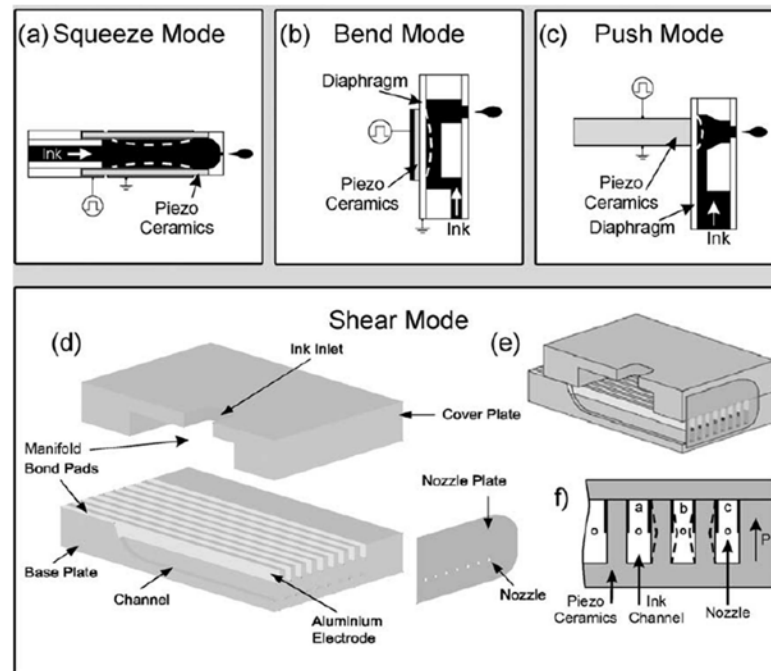 (a) Squeeze Mode
Ink
Piezo
Ceramics
(b) Bend Mode
Diaphragm
Piezo
Ceramics
Ink
(c) Push Mode
Piezo
Ceramics
Diaphragm
Ink
Shear Mode
(d)
Ink Inlet
Cover Plate
Manifold
Bond Pads
Nozzle Plate
Base Plate
Channel
Nozzle
Aluminium
Electrode
(e)
f)
a b c
P
Piezo
Ceramics
Ink
Channel
Nozzle